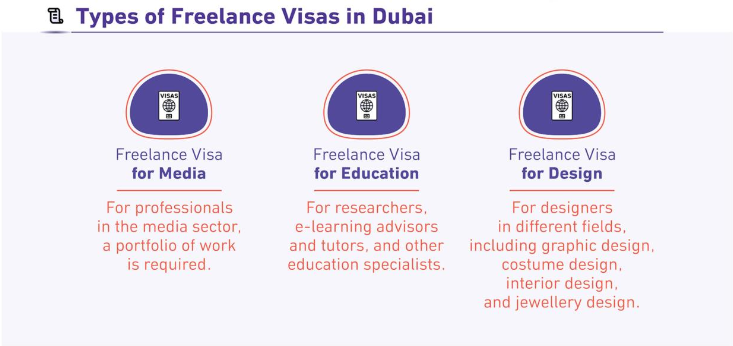 Types of Freelance Visas in Dubai
VISAS
VISAS
VISAS
Freelance Visa
for Media
For professionals
in the media sector,
a portfolio of work
is required.
Freelance Visa
for Education
For researchers,
e-learning advisors
and tutors, and other
education specialists.
Freelance Visa
for Design
For designers
in different fields,
including graphic design,
costume design,
interior design,
and jewellery design.